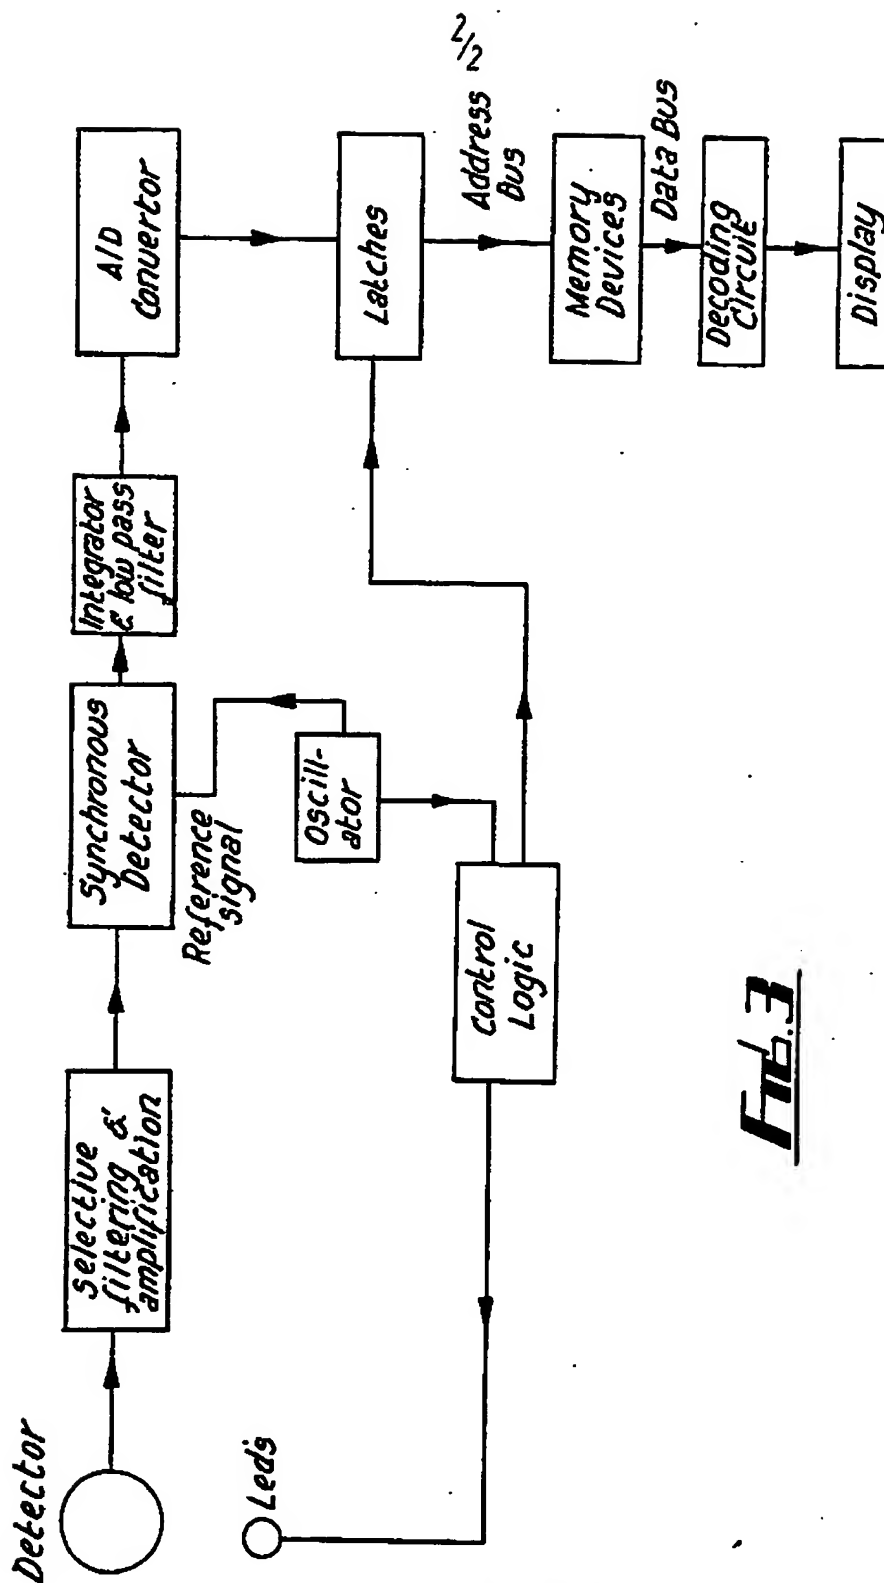 2/2
Detector
Selective
filtering &
amplification
Synchronous
Detector
Integrator
& low pass
filter
A/D
Convertor
Reference
signal
Oscill-
ator
Latches
Led's
Control
Logic
Address
Bus
Memory
Devices
Data Bus
Decoding
Circuit
Display
Fig.3